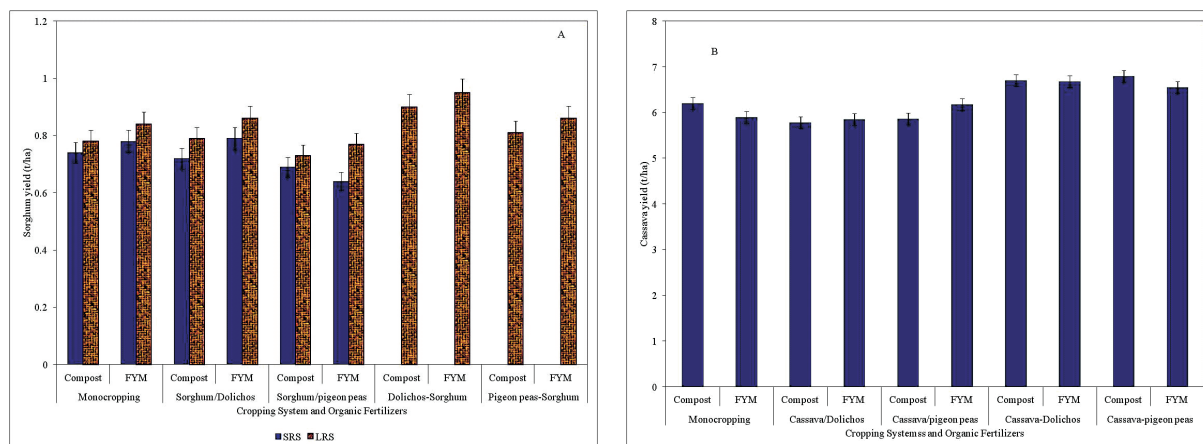 A
1.2
1
0.8
0.6
0.4
0.2
0
Sorghum yield (t/ha)
Compost FYM Compost FYM Compost FYM Compost FYM Compost FYM
Monocropping Sorghum/Dolichos Sorghum/pigeon peas Dolichos-Sorghum Pigeon peas-Sorghum
Cropping System and Organic Fertilizers
SRS LRS
B
8
7
6
5
4
3
2
1
0
Cassava yield (t/ha)
Compost FYM Compost FYM Compost FYM Compost FYM Compost FYM
Monocropping Cassava/Dolichos Cassava/pigeon peas Cassava-Dolichos Cassava-pigeon peas
Cropping Systemss and Organic Fertilizers